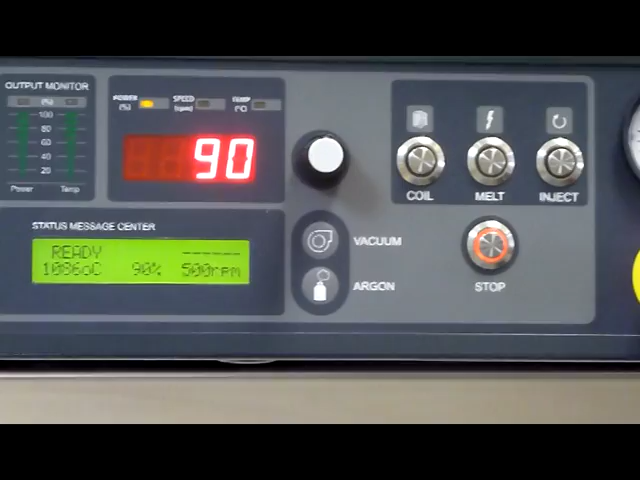 OUTPUT MONITOR
(%)
100
80
60
40
20
Power Temp
POWER (%) SPEED (rpm) TEMP (°C)
90
COIL MELT INJECT
STATUS MESSAGE CENTER
READY -------
1086oC 90% 500rpm
VACUUM
ARGON
STOP